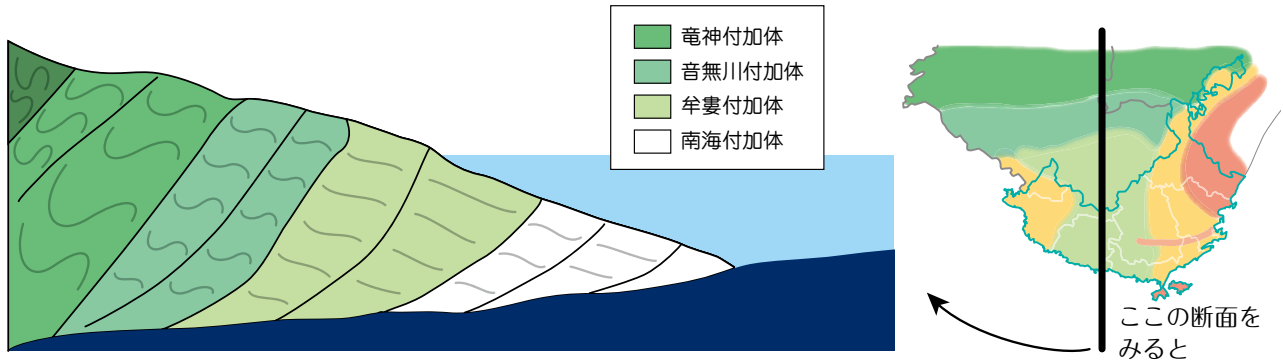 竜神付加体
音無川付加体
牟婁付加体
南海付加体
ここの断面を
みると